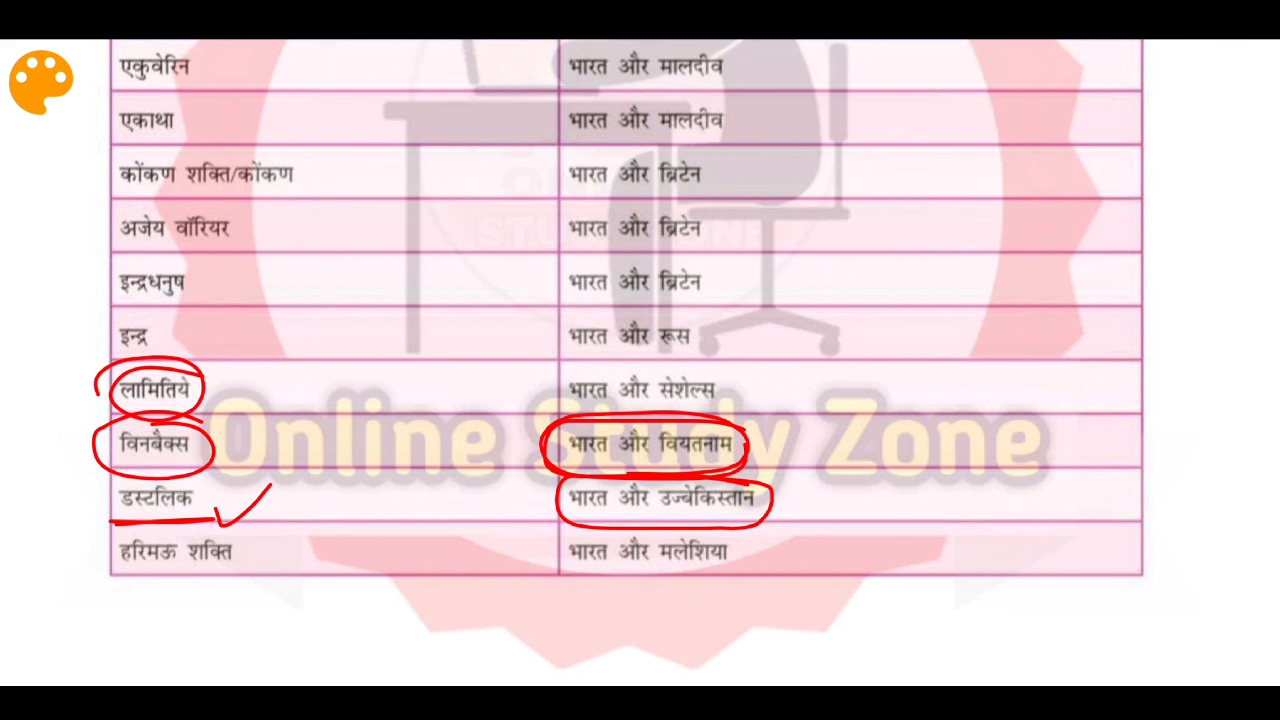 एकुवेरिन भारत और मालदीव
एकाथा भारत और मालदीव
कोंकण शक्ति/कोंकण भारत और ब्रिटेन
अजेय वॉरियर भारत और ब्रिटेन
इन्द्रधनुष भारत और ब्रिटेन
इन्द्र भारत और रूस
लामितिये भारत और सेशेल्स
विनबैक्स भारत और वियतनाम
डस्टलिक भारत और उज्बेकिस्तान
हरिमऊ शक्ति भारत और मलेशिया
Online Study Zone